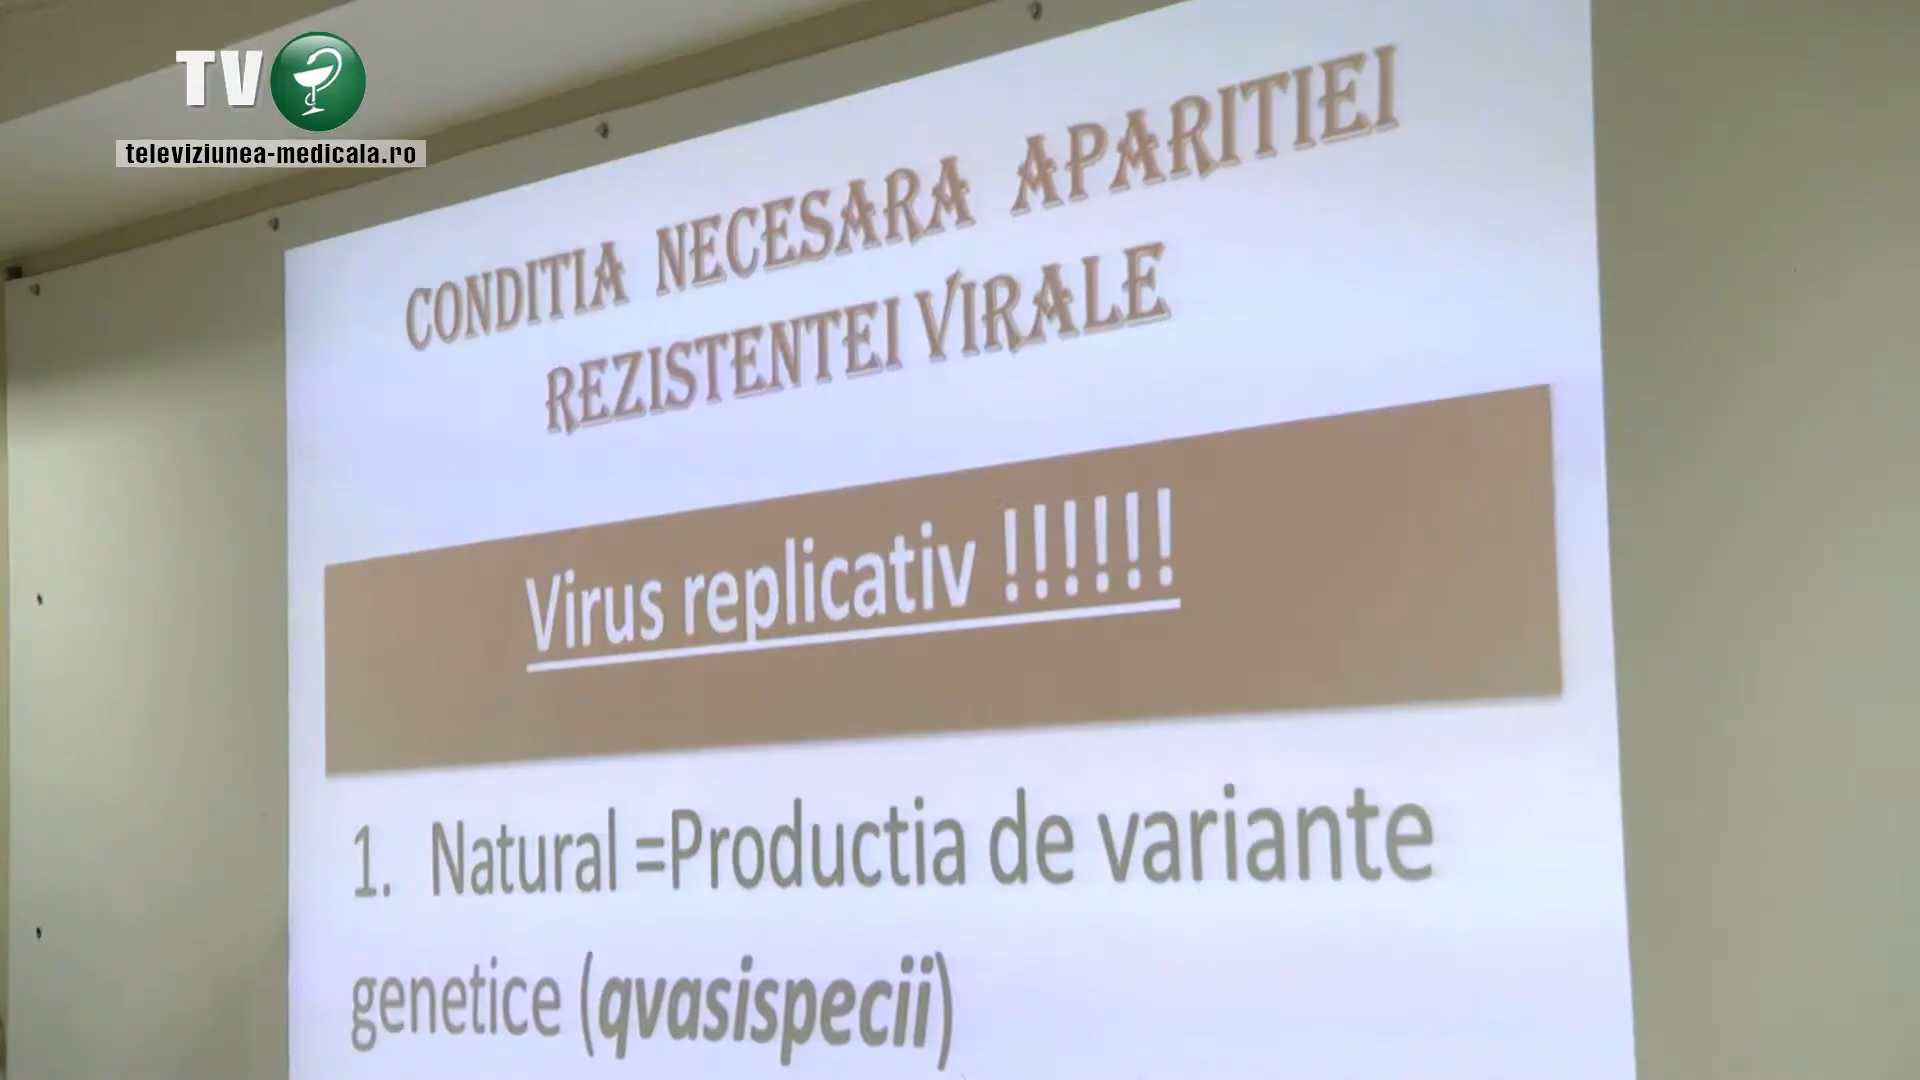 TV
televiziunea-medicala.ro
CONDITIA NECESARA APARITIEI
REZISTENTEI VIRALE
Virus replicativ !!!!!!
1. Natural =Productia de variante
genetice (qvasispecii)